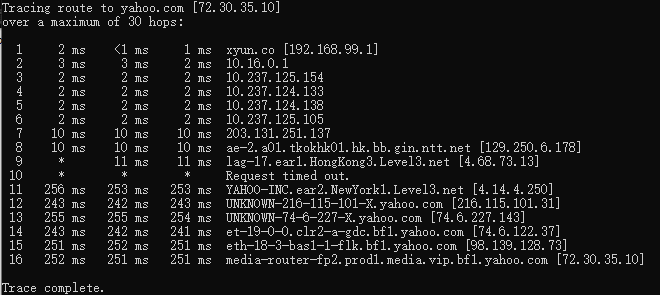 Tracing route to yahoo.com [72.30.35.10]
over a maximum of 30 hops:
1 2 ms <1 ms 1 ms xyun.co [192.168.99.1]
2 3 ms 3 ms 2 ms 10.16.0.1
3 2 ms 2 ms 2 ms 10.237.125.154
4 2 ms 2 ms 2 ms 10.237.124.133
5 2 ms 2 ms 2 ms 10.237.124.138
6 2 ms 2 ms 2 ms 10.237.125.105
7 10 ms 10 ms 10 ms 203.131.251.137
8 10 ms 10 ms 10 ms ae-2.a01.tkokhk01.hk.bb.gin.ntt.net [129.250.6.178]
9 * 11 ms 11 ms lag-17.ear1.HongKong3.Level3.net [4.68.73.13]
10 * * * Request timed out.
11 256 ms 253 ms 253 ms YAHOO-INC.ear2.NewYork1.Level3.net [4.14.4.250]
12 243 ms 242 ms 243 ms UNKNOWN-216-115-101-X.yahoo.com [216.115.101.31]
13 255 ms 255 ms 254 ms UNKNOWN-74-6-227-X.yahoo.com [74.6.227.143]
14 243 ms 242 ms 241 ms et-19-0-0.clr2-a-gdc.bf1.yahoo.com [74.6.122.37]
15 251 ms 252 ms 251 ms eth-18-3-bas1-1-flk.bf1.yahoo.com [98.139.128.73]
16 252 ms 251 ms 251 ms media-router-fp2.prod1.media.vip.bf1.yahoo.com [72.30.35.10]
Trace complete.